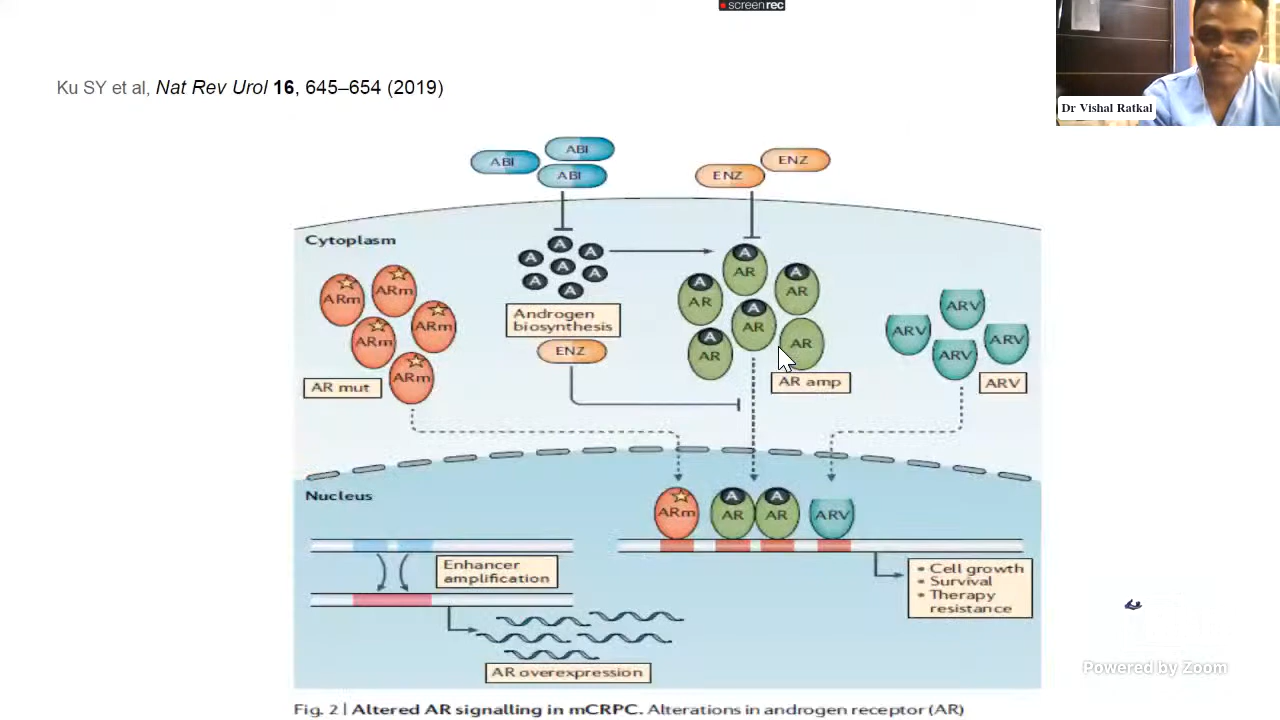 screenrec
Dr Vishal Ratkal
Ku SY et al, Nat Rev Urol 16, 645–654 (2019)
ABI
ABI
ABI
ENZ
ENZ
Cytoplasm
A
A
A
A
A
A
A
A
Androgen
biosynthesis
ENZ
ARm
ARm
ARm
ARm
ARm
AR mut
A
AR
A
AR
A
AR
A
AR
A
AR
AR
AR amp
ARV
ARV
ARV
ARV
ARV
Nucleus
ARm
A
AR
A
AR
ARV
Enhancer
amplification
AR overexpression
• Cell growth
• Survival
• Therapy
resistance
Powered by Zoom
Fig. 2 | Altered AR signalling in mCRPC. Alterations in androgen receptor (AR)